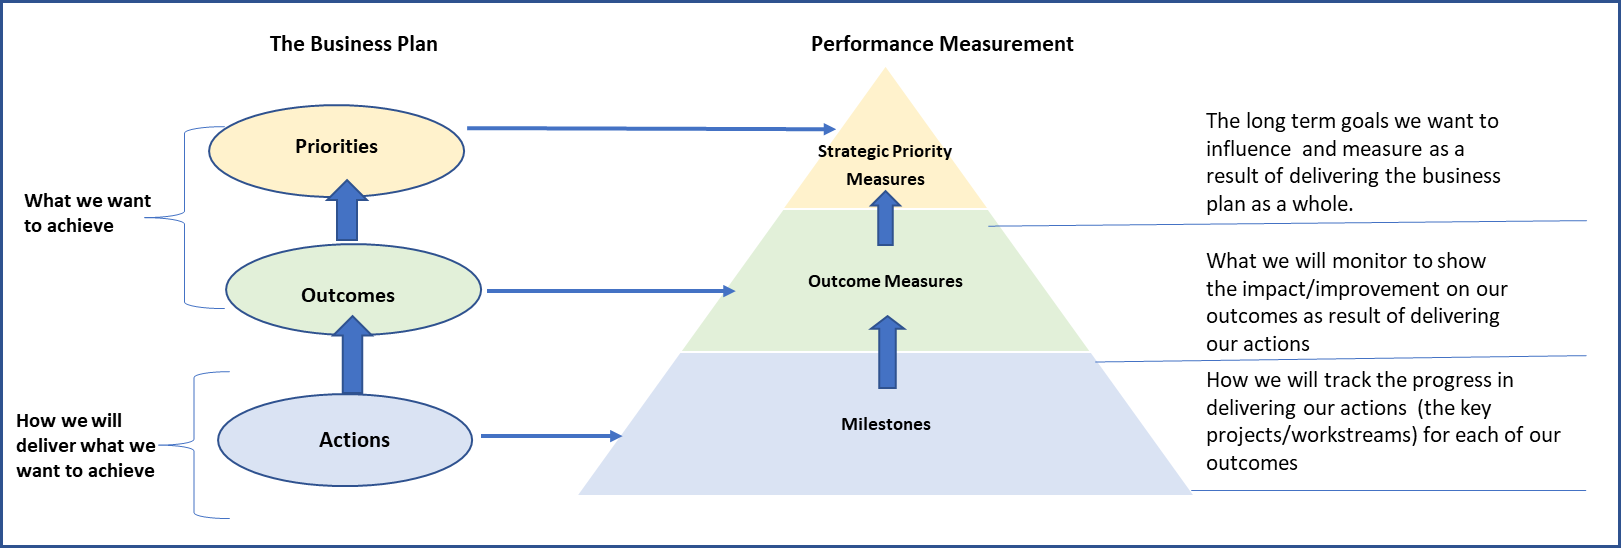 The Business Plan
Performance Measurement
What we want
to achieve
Priorities
Outcomes
How we will
deliver what we
want to achieve
Actions
Strategic Priority
Measures
Outcome Measures
Milestones
The long term goals we want to
influence and measure as a
result of delivering the business
plan as a whole.
What we will monitor to show
the impact/improvement on our
outcomes as result of delivering
our actions
How we will track the progress in
delivering our actions (the key
projects/workstreams) for each of our
outcomes